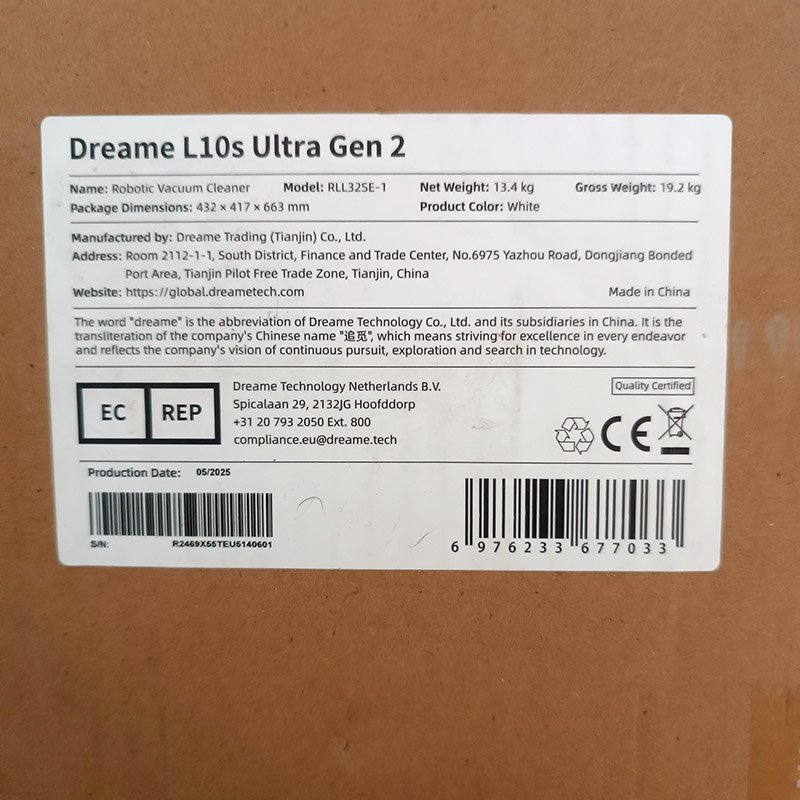 Dreame L10s Ultra Gen 2
Name: Robotic Vacuum Cleaner Model: RLL32SE-1 Net Weight: 13.4 kg Gross Weight: 19.2 kg
Package Dimensions: 432 × 417 × 663 mm Product Color: White
Manufactured by: Dreame Trading (Tianjin) Co., Ltd.
Address: Room 2112-1-1, South District, Finance and Trade Center, No.6975 Yazhou Road, Dongjiang Bonded
Port Area, Tianjin Pilot Free Trade Zone, Tianjin, China
Website: https://global.dreametech.com Made in China
The word "dreame" is the abbreviation of Dreame Technology Co., Ltd. and its subsidiaries in China. It is the
transliteration of the company's Chinese name "追觅", which means striving for excellence in every endeavor
and reflects the company's vision of continuous pursuit, exploration and search in technology.
EC REP
Dreame Technology Netherlands B.V.
Spicalaan 29, 2132JG Hoofddorp
+31 20 793 2050 Ext. 800
compliance.eu@dreame.tech
Quality Certified
CE
Production Date: 05/2025
S/N: R2469X55TEU5140601
6 976233 677033